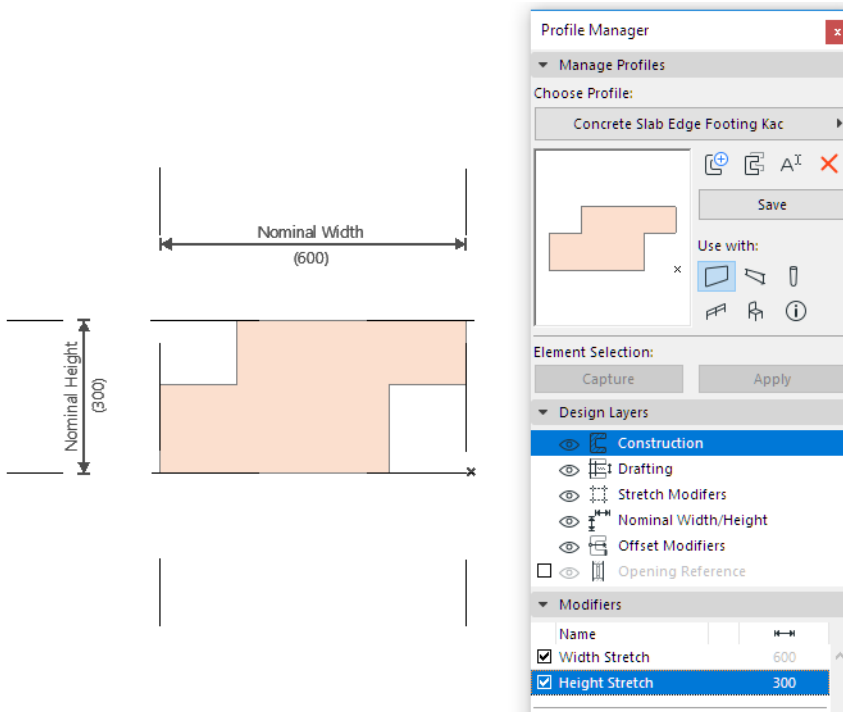 Nominal Width
(600)
Nominal Height
(300)
Profile Manager
Manage Profiles
Choose Profile:
Concrete Slab Edge Footing Kac
Save
Use with:
Element Selection:
Capture
Apply
Design Layers
Construction
Drafting
Stretch Modifers
Nominal Width/Height
Offset Modifiers
Opening Reference
Modifiers
Name
Width Stretch 600
Height Stretch 300